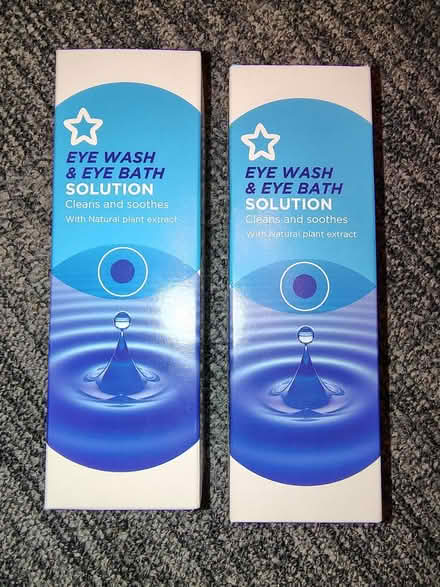 EYE WASH
& EYE BATH
SOLUTION
Cleans and soothes
With Natural plant extract
EYE WASH
& EYE BATH
SOLUTION
Cleans and soothes
With Natural plant extract